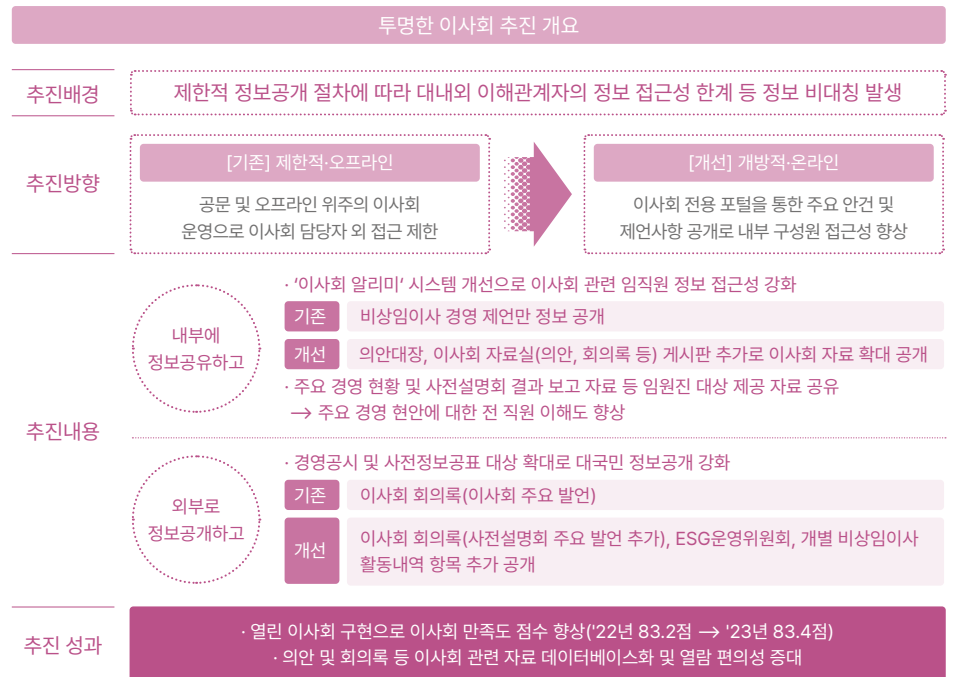 투명한 이사회 추진 개요
추진배경
제한적 정보공개 절차에 따라 대내외 이해관계자의 정보 접근성 한계 등 정보 비대칭 발생
추진방향
[기존] 제한적·오프라인
공문 및 오프라인 위주의 이사회
운영으로 이사회 담당자 외 접근 제한
[개선] 개방적·온라인
이사회 전용 포털을 통한 주요 안건 및
제언사항 공개로 내부 구성원 접근성 향상
추진내용
내부에
정보공유하고
· ‘이사회 알리미‘ 시스템 개선으로 이사회 관련 임직원 정보 접근성 강화
기존
비상임이사 경영 제언만 정보 공개
개선
의안대장, 이사회 자료실(의안, 회의록 등) 게시판 추가로 이사회 자료 확대 공개
· 주요 경영 현황 및 사전설명회 결과 보고 자료 등 임원진 대상 제공 자료 공유
→ 주요 경영 현안에 대한 전 직원 이해도 향상
외부로
정보공개하고
· 경영공시 및 사전정보공표 대상 확대로 대국민 정보공개 강화
기존
이사회 회의록(이사회 주요 발언)
개선
이사회 회의록(사전설명회 주요 발언 추가), ESG운영위원회, 개별 비상임이사
활동내역 항목 추가 공개
추진 성과
· 열린 이사회 구현으로 이사회 만족도 점수 향상('22년 83.2점 → '23년 83.4점)
· 의안 및 회의록 등 이사회 관련 자료 데이터베이스화 및 열람 편의성 증대